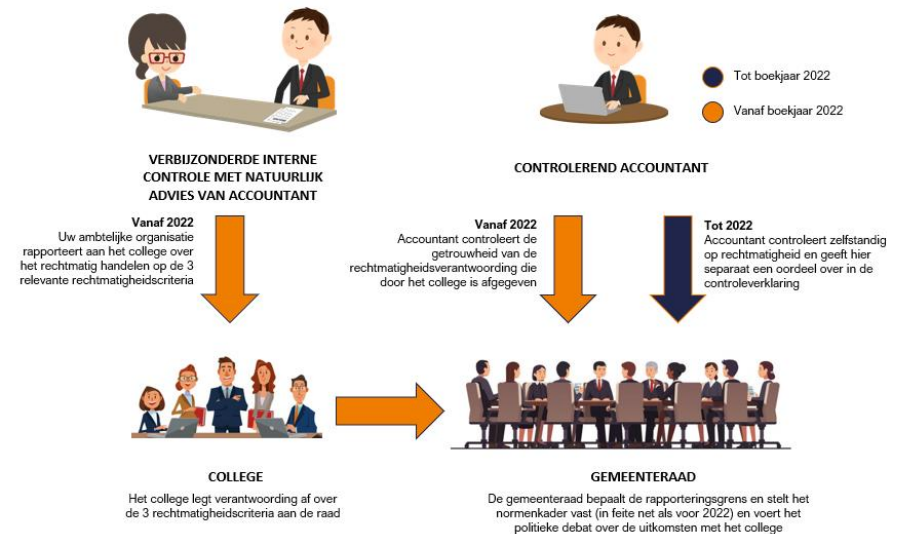 Tot boekjaar 2022
Vanaf boekjaar 2022
VERBIJZONDERDE INTERNE
CONTROLE MET NATUURLIJK
ADVIES VAN ACCOUNTANT
CONTROLEREND ACCOUNTANT
Vanaf 2022
Uw ambtelijke organisatie
rapporteert aan het college over
het rechtmatig handelen op de 3
relevante rechtmatigheidscriteria
Vanaf 2022
Accountant controleert de
getrouwheid van de
rechtmatigheidsverantwoording die
door het college is afgegeven
Tot 2022
Accountant controleert zelfstandig
op rechtmatigheid en geeft hier
separaat een oordeel over in de
controleverklaring
COLLEGE
Het college legt verantwoording af over
de 3 rechtmatigheidscriteria aan de raad
GEMEENTERAAD
De gemeenteraad bepaalt de rapporteringsgrens en stelt het
normenkader vast (in feite net als voor 2022) en voert het
politieke debat over de uitkomsten met het college